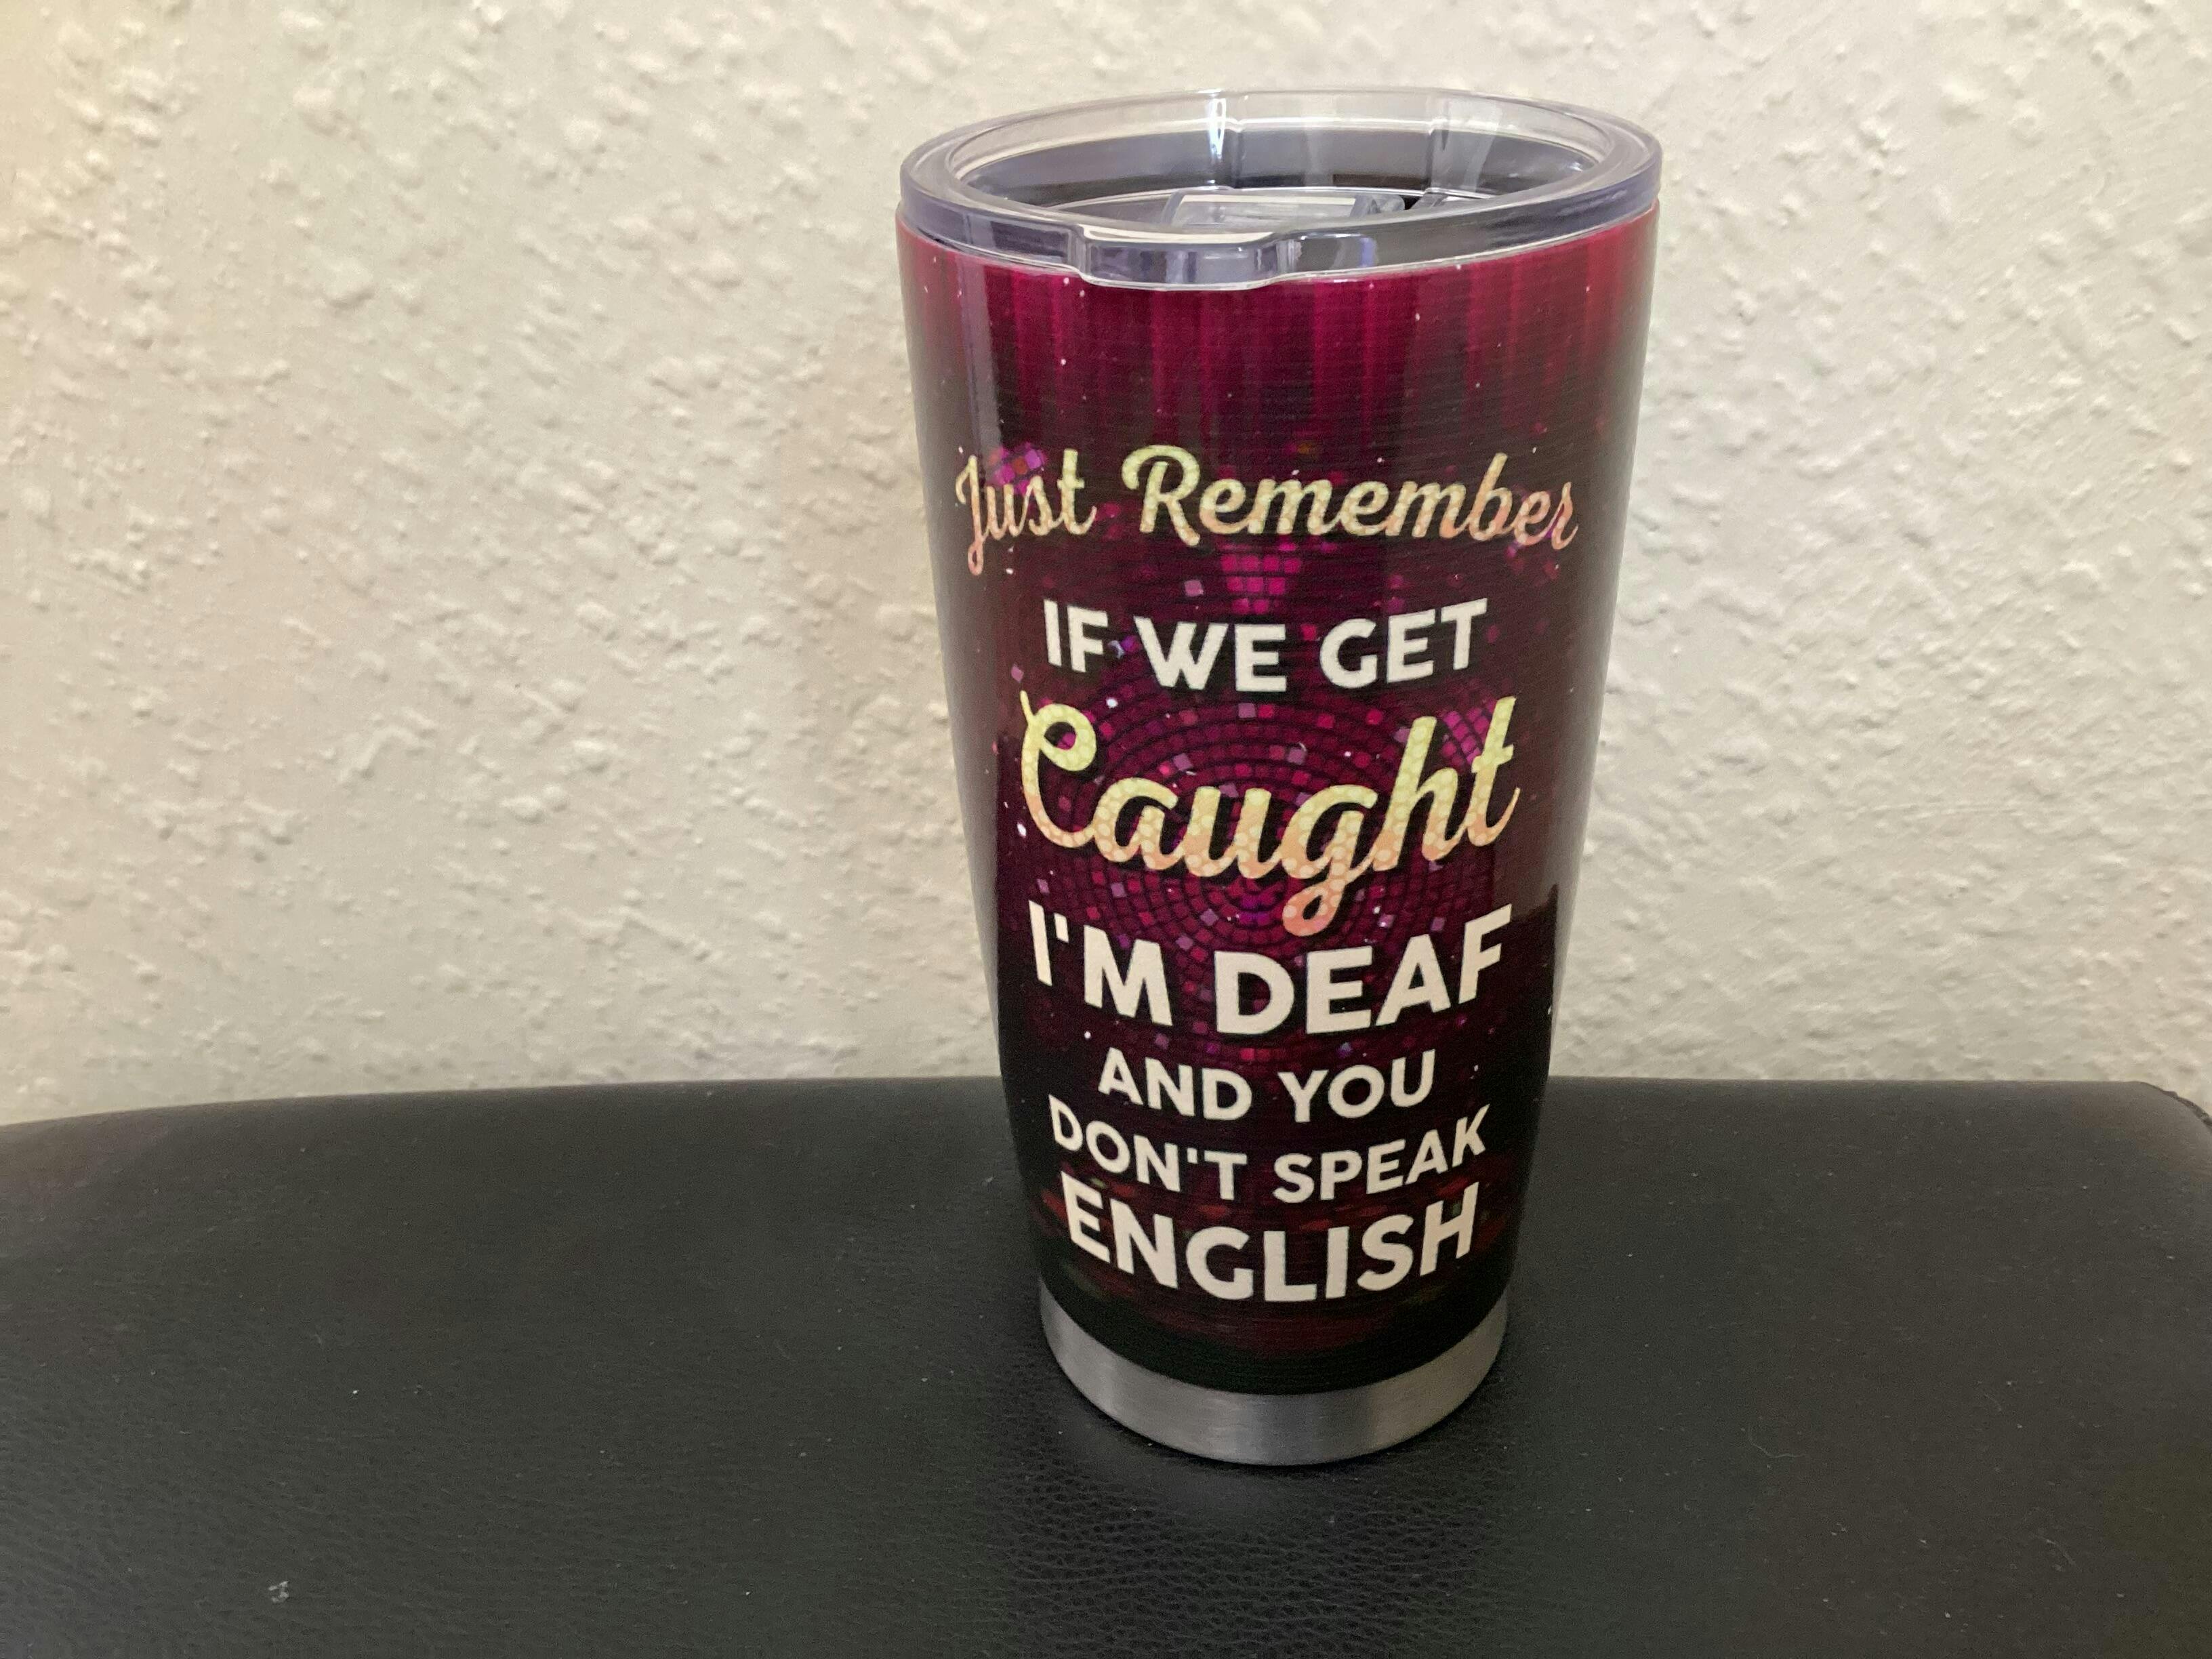 Just Remember
IF WE GET
Caught
I'M DEAF
AND YOU
DON'T SPEAK
ENGLISH